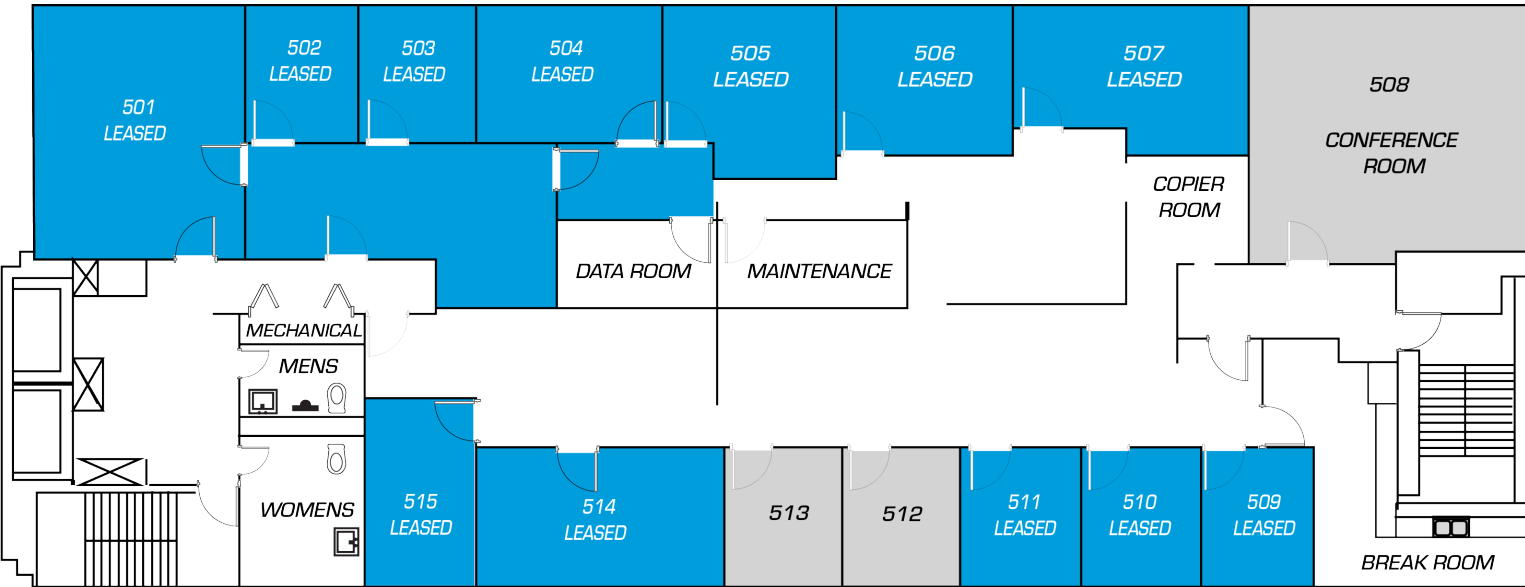 501
LEASED
502
LEASED
503
LEASED
504
LEASED
505
LEASED
506
LEASED
507
LEASED
508
CONFERENCE
ROOM
COPIER
ROOM
DATA ROOM
MAINTENANCE
MECHANICAL
MENS
WOMENS
515
LEASED
514
LEASED
513
512
511
LEASED
510
LEASED
509
LEASED
BREAK ROOM